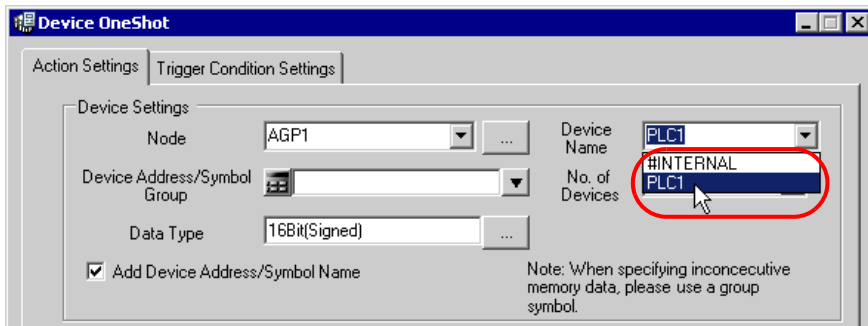 Device OneShot
Action Settings
Trigger Condition Settings
Device Settings
Node
AGP1
...
Device
Name
PLC1
#INTERNAL
PLC1
Device Address/Symbol
Group
No. of
Devices
Data Type
16Bit(Signed)
...
Add Device Address/Symbol Name
Note: When specifying inconcecutive
memory data, please use a group
symbol.